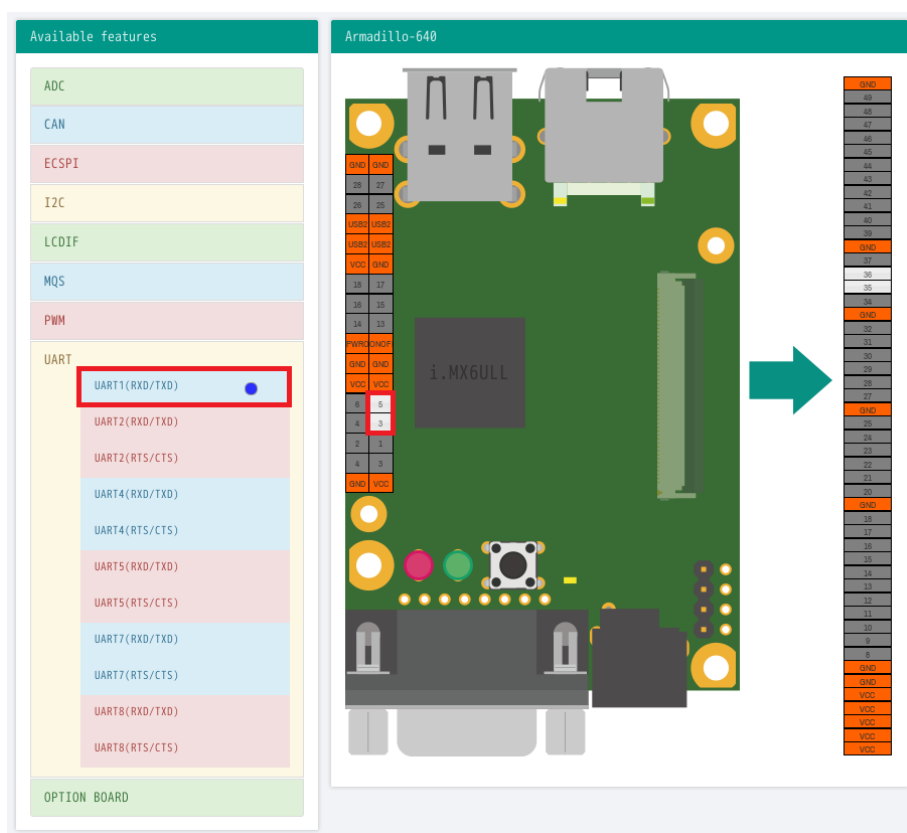 Available features
ADC
CAN
ECSPI
I2C
LCDIF
MQS
PWM
UART
UART1(RXD/TXD)
UART2(RXD/TXD)
UART2(RTS/CTS)
UART4(RXD/TXD)
UART4(RTS/CTS)
UART5(RXD/TXD)
UART5(RTS/CTS)
UART7(RXD/TXD)
UART7(RTS/CTS)
UART8(RXD/TXD)
UART8(RTS/CTS)
OPTION BOARD
Armadillo-640
GND GND
28 27
26 25
USB2 USB2
USB2 USB2
VCC GND
18 17
16 15
14 13
PWRO ONOF
GND GND
VCC VCC
6 5
4 3
2 1
4 3
GND VCC
i.MX6ULL
GND
49
48
47
46
45
44
43
42
41
40
39
GND
37
36
35
34
GND
32
31
30
29
28
27
GND
25
24
23
22
21
20
GND
18
17
16
15
14
13
12
11
10
9
8
GND
GND
VCC
VCC
VCC
VCC
VCC